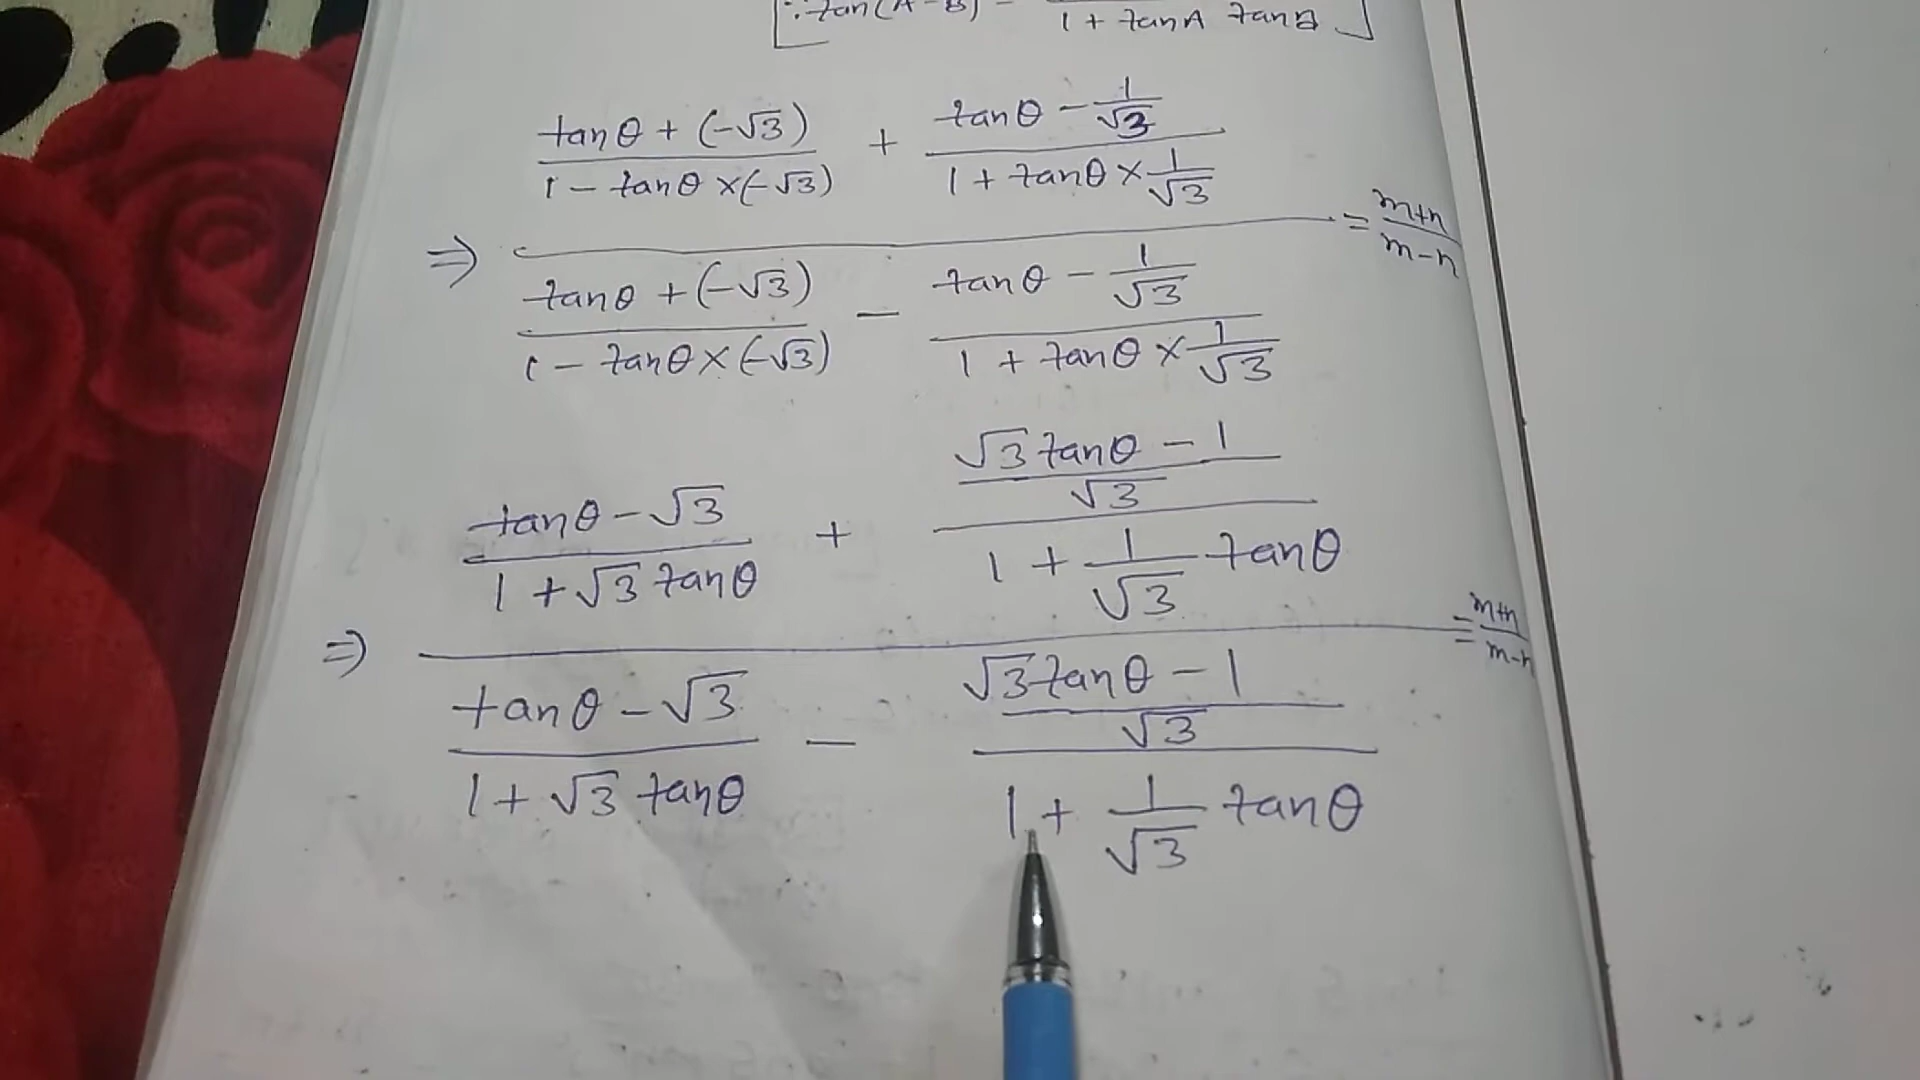 [∵ tan(A-B) = 1 + tanA tanB ]
tanθ + (-√3) + tanθ - 1/√3
1 - tanθ ×(-√3) 1 + tanθ × 1/√3
⇒ = m+n/m-n
tanθ + (-√3) - tanθ - 1/√3
1 - tanθ × (-√3) 1 + tanθ × 1/√3
√3 tanθ - 1
tanθ - √3 + √3
1 + √3 tanθ 1 + 1/√3 tanθ
⇒ = m+n/m-n
tanθ - √3 - √3 tanθ - 1
√3
1 + √3 tanθ 1 + 1/√3 tanθ